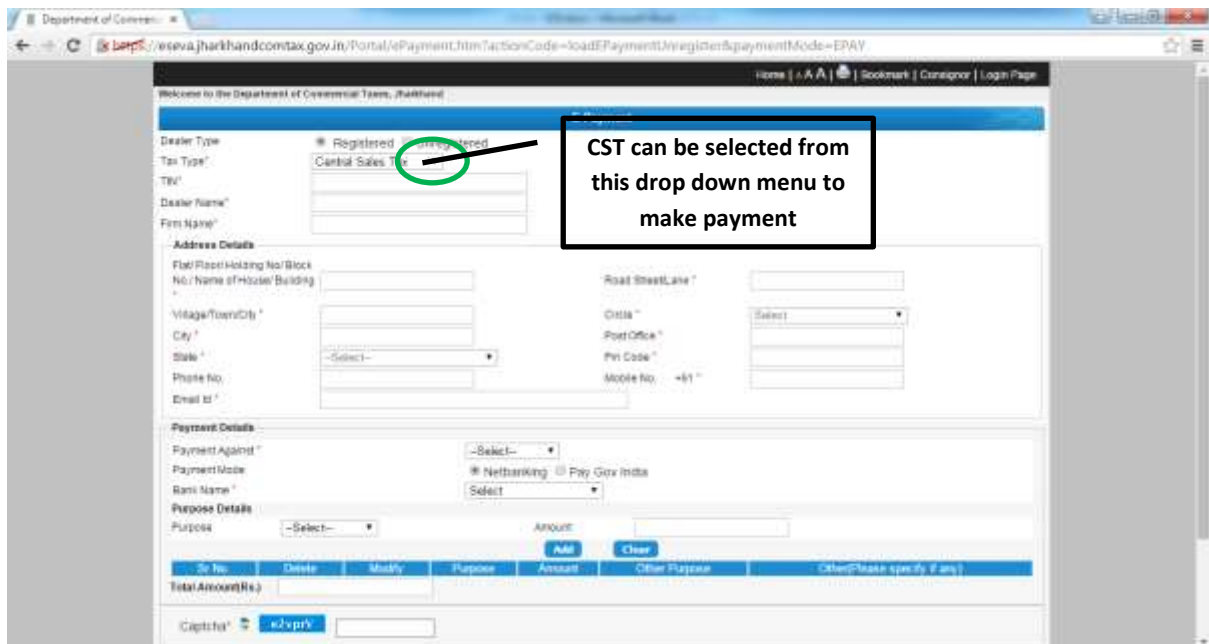 Department of Commerc
https://eseva.jharkhandcomtax.gov.in/Portal/ePayment.htm?actionCode=loadEPaymentUnregister&paymentMode=EPAY
Home | A A A | | Bookmark | Consignor | Login Page
Welcome to the Department of Commercial Taxes, Jharkhand
Dealer Type Registered
Tax Type* Central Sales Tax
TIN*
Dealer Name*
Firm Name*
CST can be selected from
this drop down menu to
make payment
Address Details
Flat/Floor/Holding No/Block
No./Name of House/Building Road Street/Lane *
*
Village/Town/City * Circle * Select
City * Post Office *
State * --Select-- Pin Code *
Phone No. Mobile No. +91 *
Email Id *
Payment Details
Payment Against * --Select--
Payment Mode Netbanking Pay Gov India
Bank Name * Select
Purpose Details
Purpose --Select-- Amount
Add Clear
Sr No. Delete Modify Purpose Amount Other Purpose Other(Please specify if any)
Total Amount(Rs.)
Captcha*